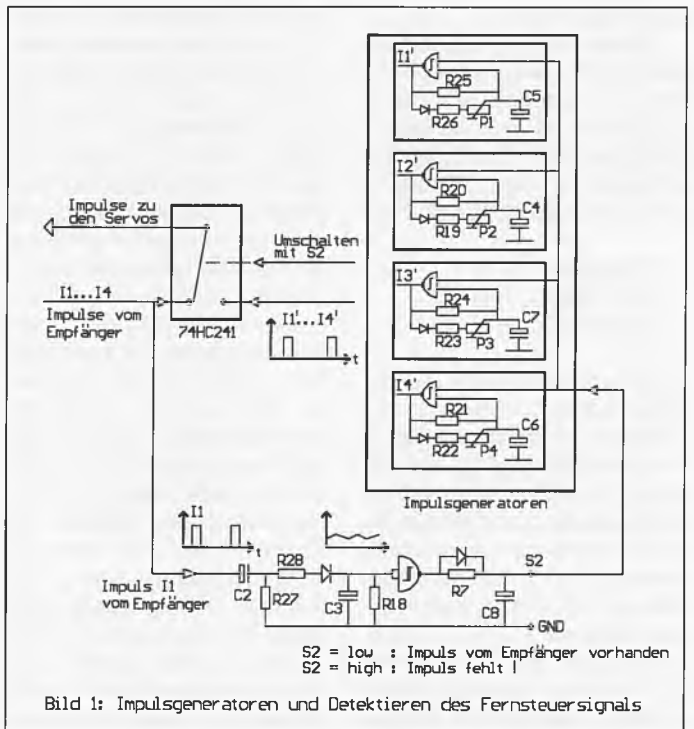 I1'
R25
C5
R26
P1
I2'
R20
C4
R19
P2
Impulse zu
den Servos
Umschalten
mit S2
I3'
R24
C7
R23
P3
I1...I4
Impulse vom
Empfänger
74HC241
I1'...I4'
t
I4'
R21
C6
R22
P4
Impulsgeneratoren
I1
t
Impuls I1
vom Empfänger
C2
R28
R27
C3
R18
R7
S2
C8
GND
S2 = low : Impuls vom Empfänger vorhanden
S2 = high : Impuls fehlt !
Bild 1: Impulsgeneratoren und Detektieren des Fernsteuersignals